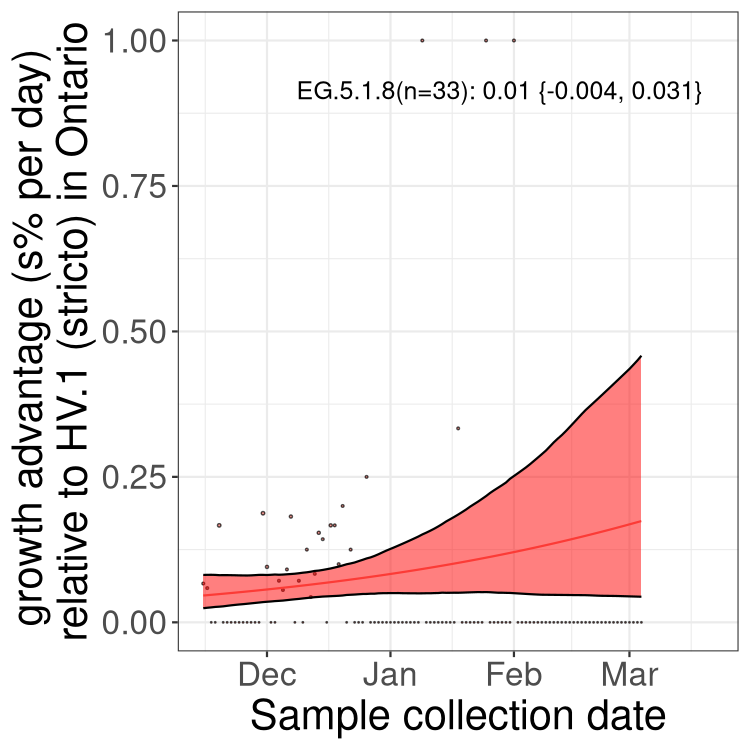 growth advantage (s% per day)
relative to HV.1 (stricto) in Ontario
1.00
0.75
0.50
0.25
0.00
EG.5.1.8(n=33): 0.01 {-0.004, 0.031}
Dec Jan Feb Mar
Sample collection date